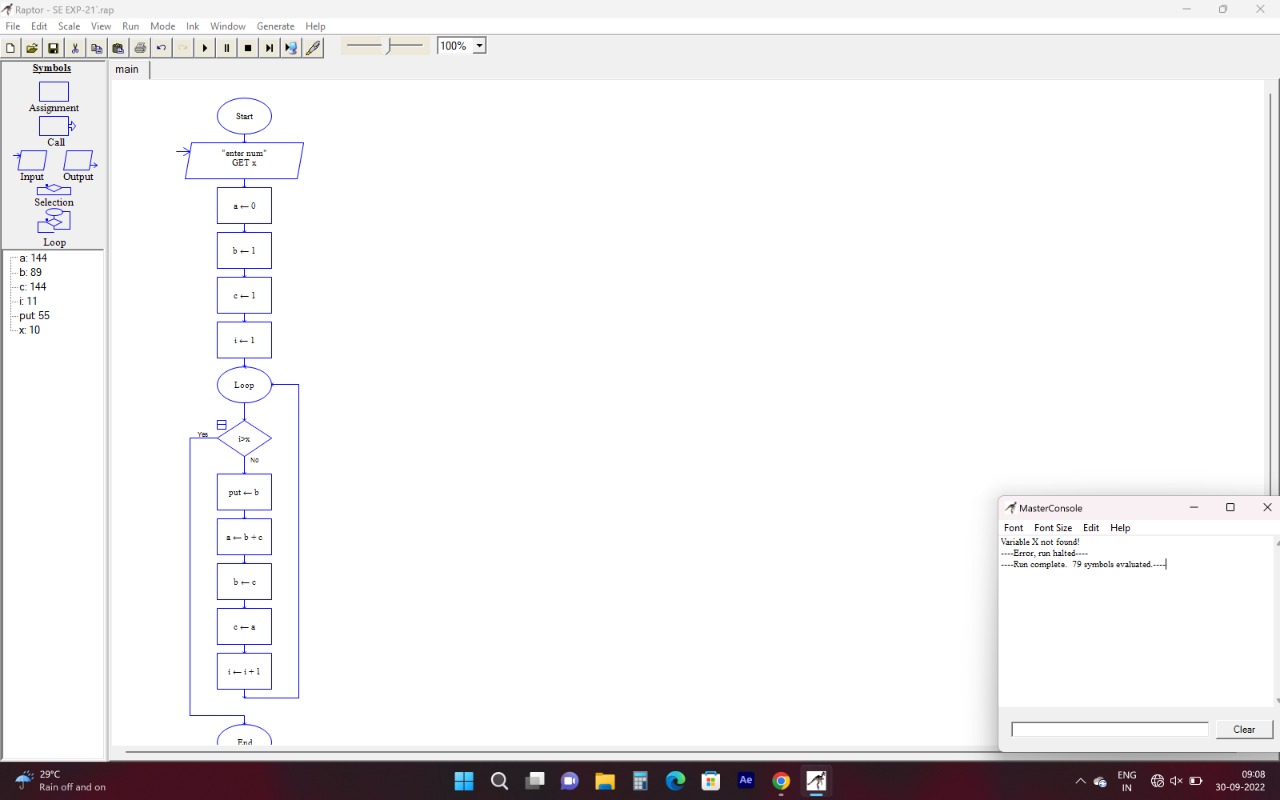 Raptor - SE EXP-21`.rap
File Edit Scale View Run Mode Ink Window Generate Help
100%
Symbols
Assignment
Call
Input Output
Selection
Loop
a: 144
b: 89
c: 144
i: 11
put: 55
x: 10
main
Start
"enter num"
GET x
a ← 0
b ← 1
c ← 1
i ← 1
Loop
Yes
i>x
No
put ← b
a ← b + c
b ← c
c ← a
i ← i + 1
End
MasterConsole
Font Font Size Edit Help
Variable X not found!
----Error, run halted----
----Run complete. 79 symbols evaluated.----
Clear
29°C
Rain off and on
Ae
ENG
IN
09:08
30-09-2022